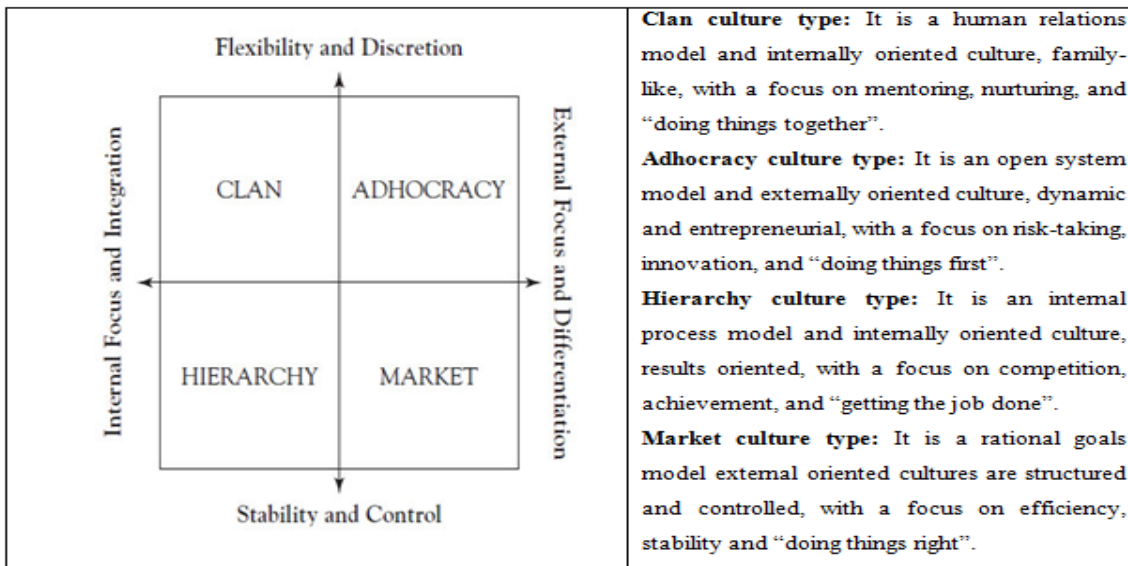 Flexibility and Discretion
Internal Focus and Integration
External Focus and Differentiation
CLAN
ADHOCRACY
HIERARCHY
MARKET
Stability and Control
Clan culture type: It is a human relations
model and internally oriented culture, family-
like, with a focus on mentoring, nurturing, and
“doing things together”.
Adhocracy culture type: It is an open system
model and externally oriented culture, dynamic
and entrepreneurial, with a focus on risk-taking,
innovation, and “doing things first”.
Hierarchy culture type: It is an internal
process model and internally oriented culture,
results oriented, with a focus on competition,
achievement, and “getting the job done”.
Market culture type: It is a rational goals
model external oriented cultures are structured
and controlled, with a focus on efficiency,
stability and “doing things right”.